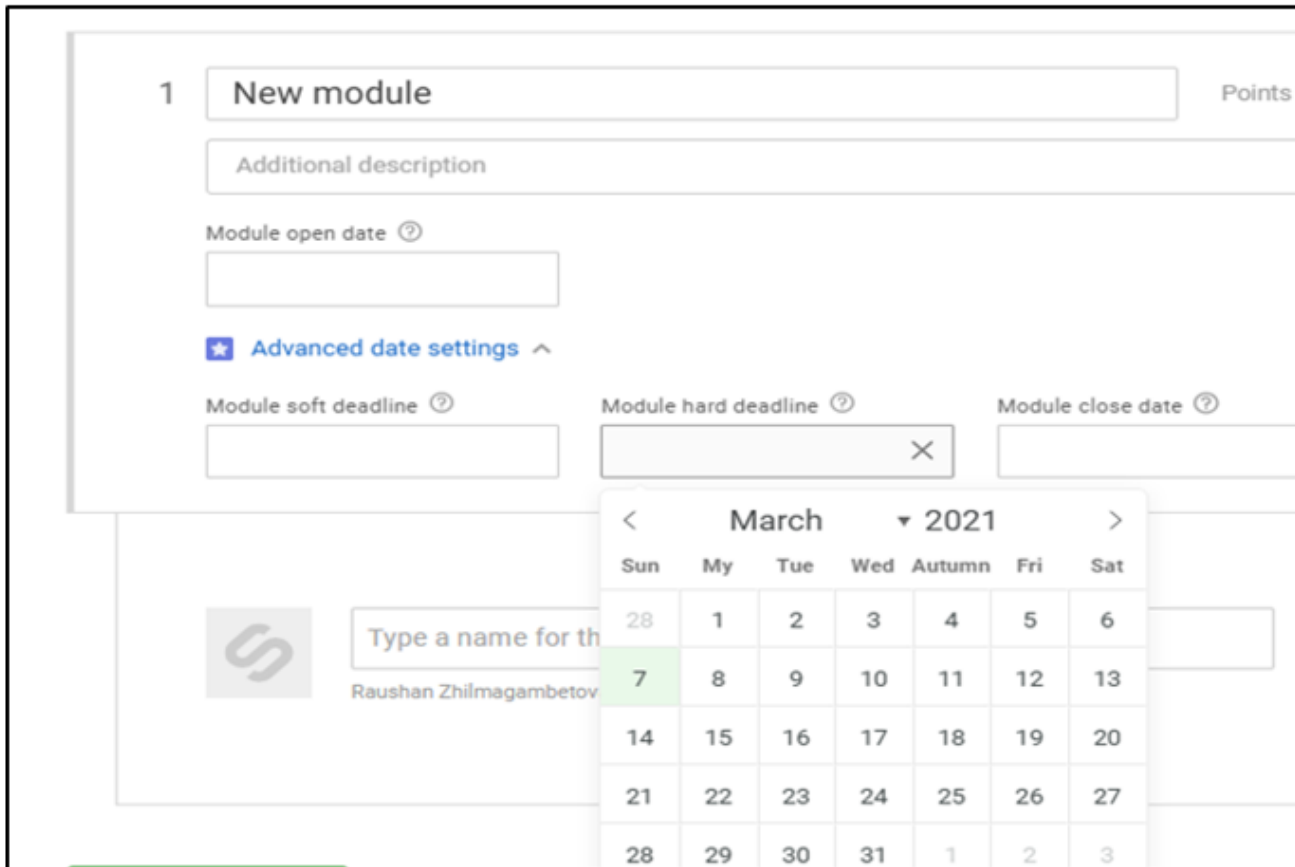 1 New module Points
Additional description
Module open date
Advanced date settings
Module soft deadline Module hard deadline Module close date
March 2021
Sun My Tue Wed Autumn Fri Sat
28 1 2 3 4 5 6
Type a name for th
7 8 9 10 11 12 13
Raushan Zhilmagambetov
14 15 16 17 18 19 20
21 22 23 24 25 26 27
28 29 30 31 1 2 3